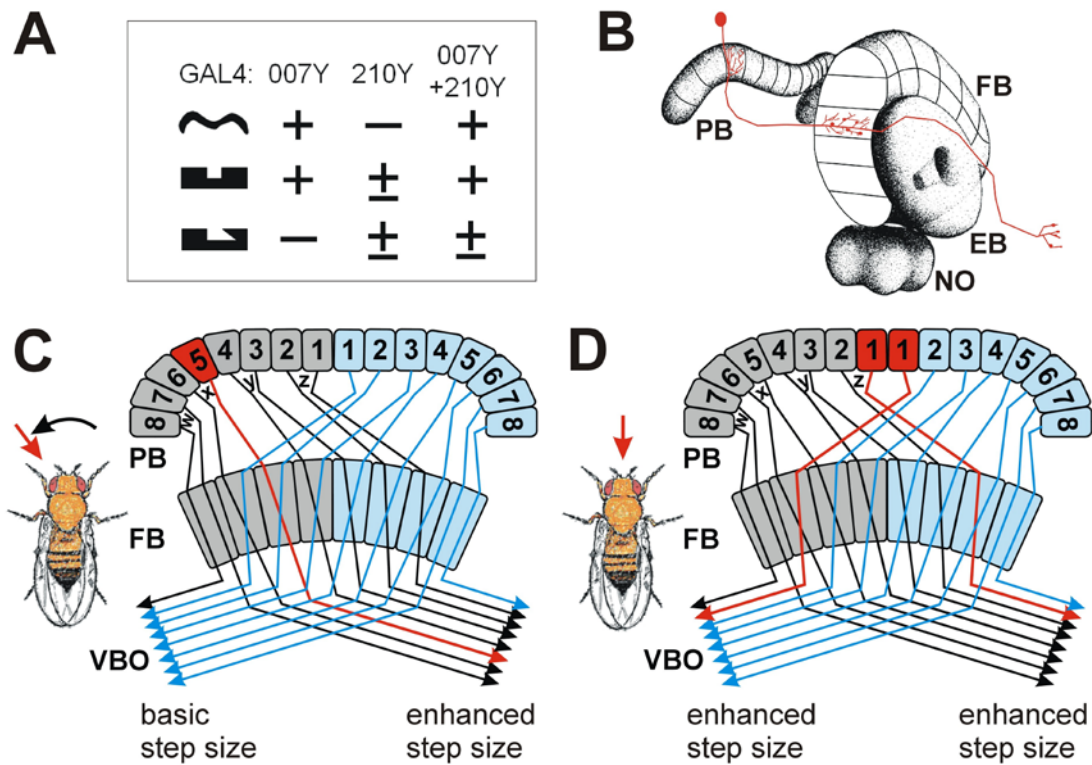 A
GAL4: 007Y 210Y 007Y
+210Y
+ — +
+ ± +
— ± ±
B
PB
FB
EB
NO
C
8 7 6 5 4 3 2 1 1 2 3 4 5 6 7 8
w x y z
PB
FB
VBO
basic
step size
enhanced
step size
D
8 7 6 5 4 3 2 1 1 2 3 4 5 6 7 8
w x y z
PB
FB
VBO
enhanced
step size
enhanced
step size